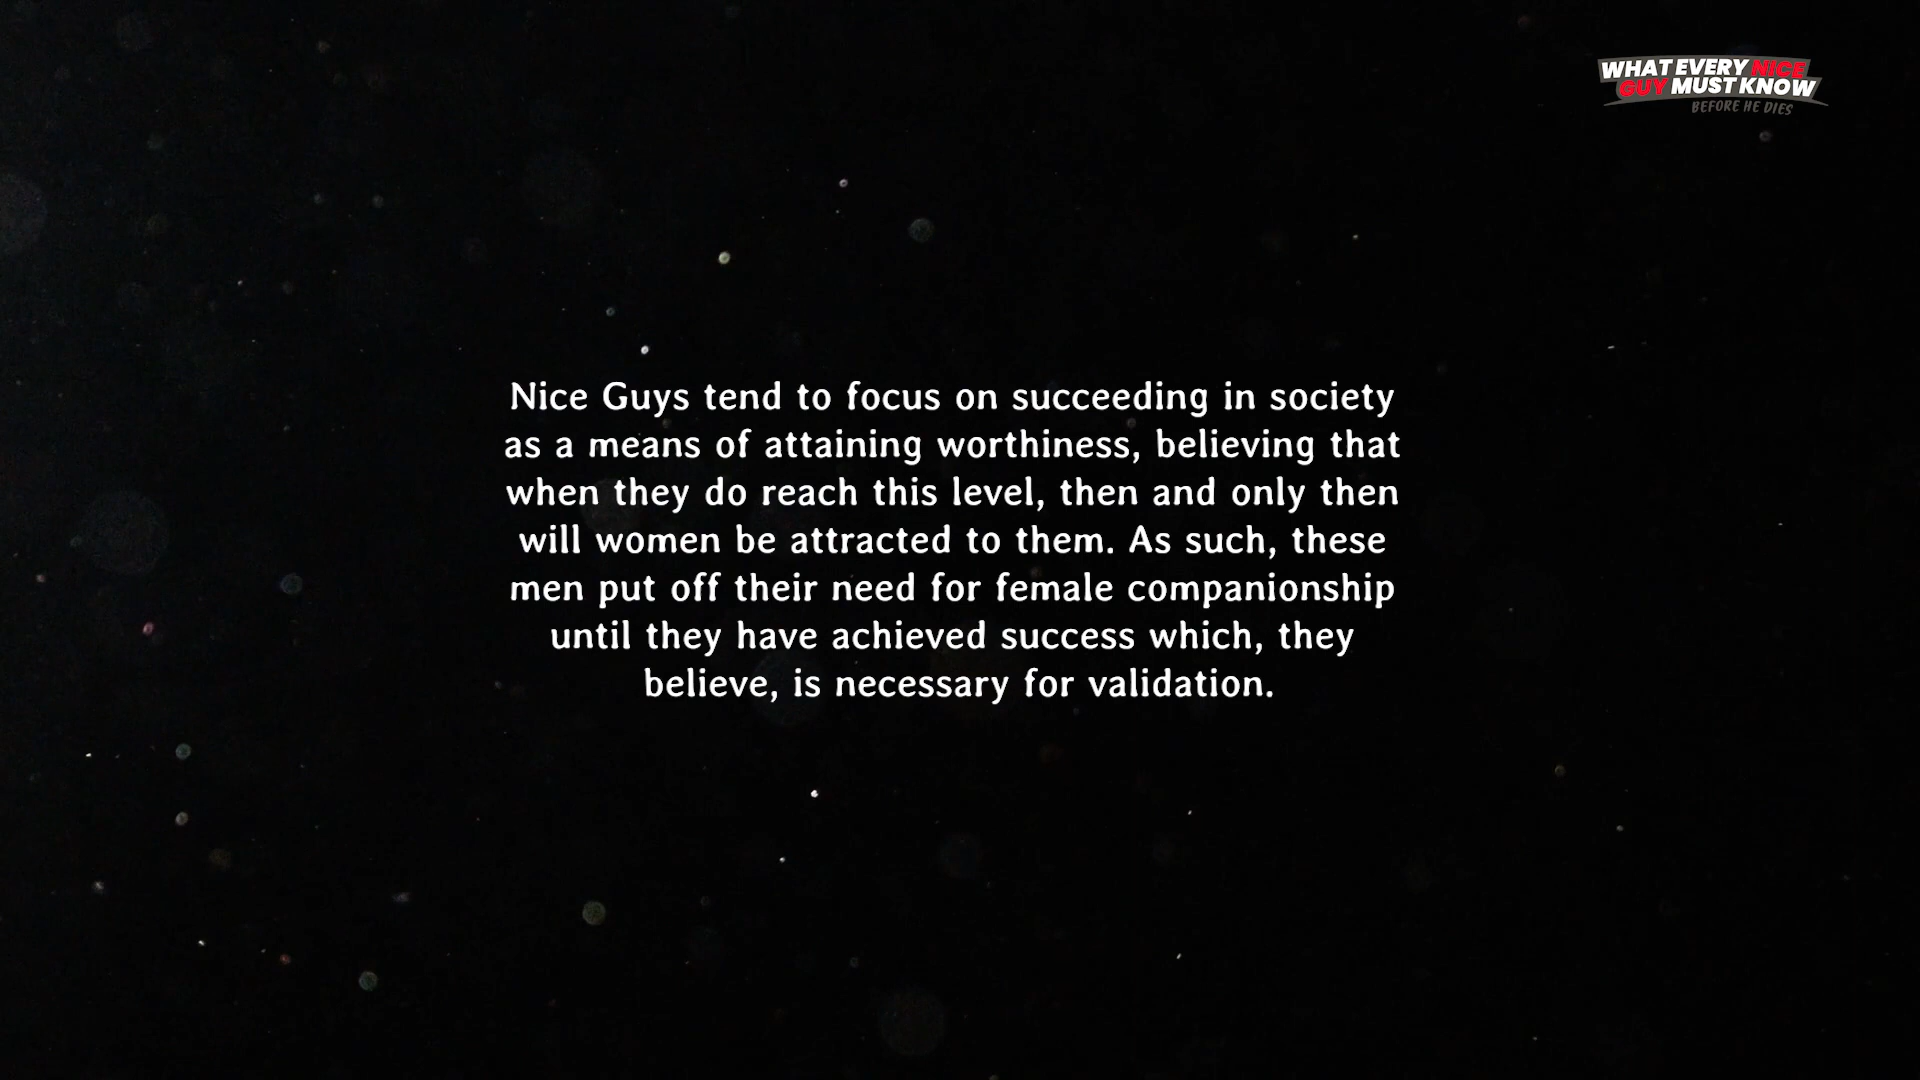 WHAT EVERY NICE
GUY MUST KNOW
BEFORE HE DIES
Nice Guys tend to focus on succeeding in society
as a means of attaining worthiness, believing that
when they do reach this level, then and only then
will women be attracted to them. As such, these
men put off their need for female companionship
until they have achieved success which, they
believe, is necessary for validation.